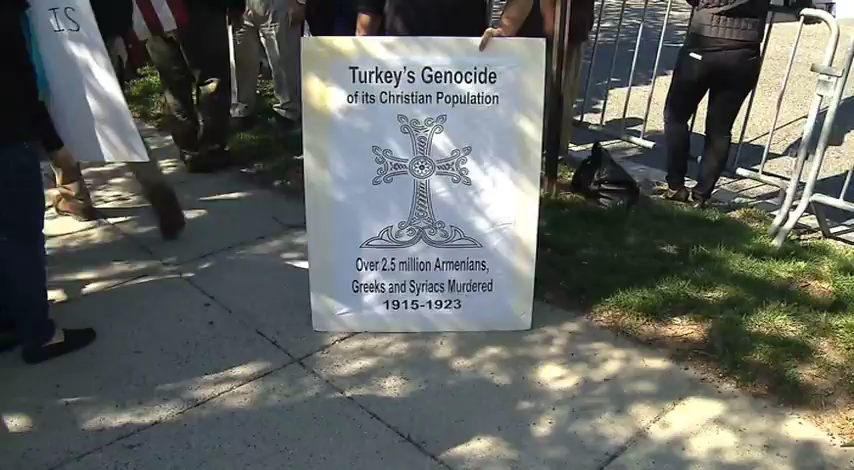 IS
Turkey's Genocide
of its Christian Population
Over 2.5 million Armenians,
Greeks and Syriacs Murdered
1915-1923